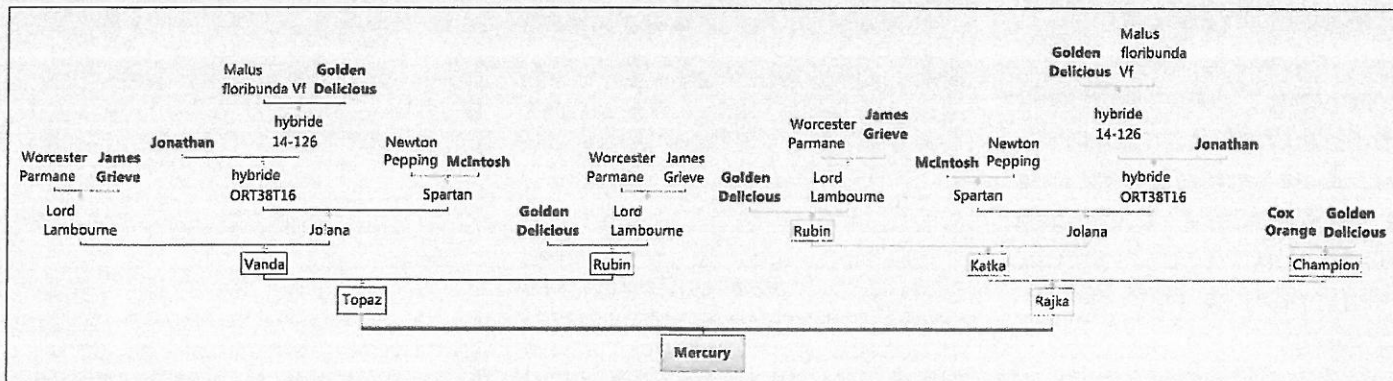 Malus
floribunda Vf
Golden
Delicious
hybride
14-126
Jonathan
Worcester
Parmane
James
Grieve
hybride
ORT38T16
Newton
Pepping
McIntosh
Spartan
Lord
Lambourne
Jolana
Vanda
Worcester
Parmane
James
Grieve
Golden
Delicious
Lord
Lambourne
Rubin
Topaz
Golden
Delicious
Malus
floribunda
Vf
hybride
14-126
Worcester
Parmane
James
Grieve
Golden
Delicious
Lord
Lambourne
Rubin
McIntosh
Newton
Pepping
Spartan
Jonathan
hybride
ORT38T16
Jolana
Katka
Cox
Orange
Golden
Delicious
Champion
Rajka
Mercury